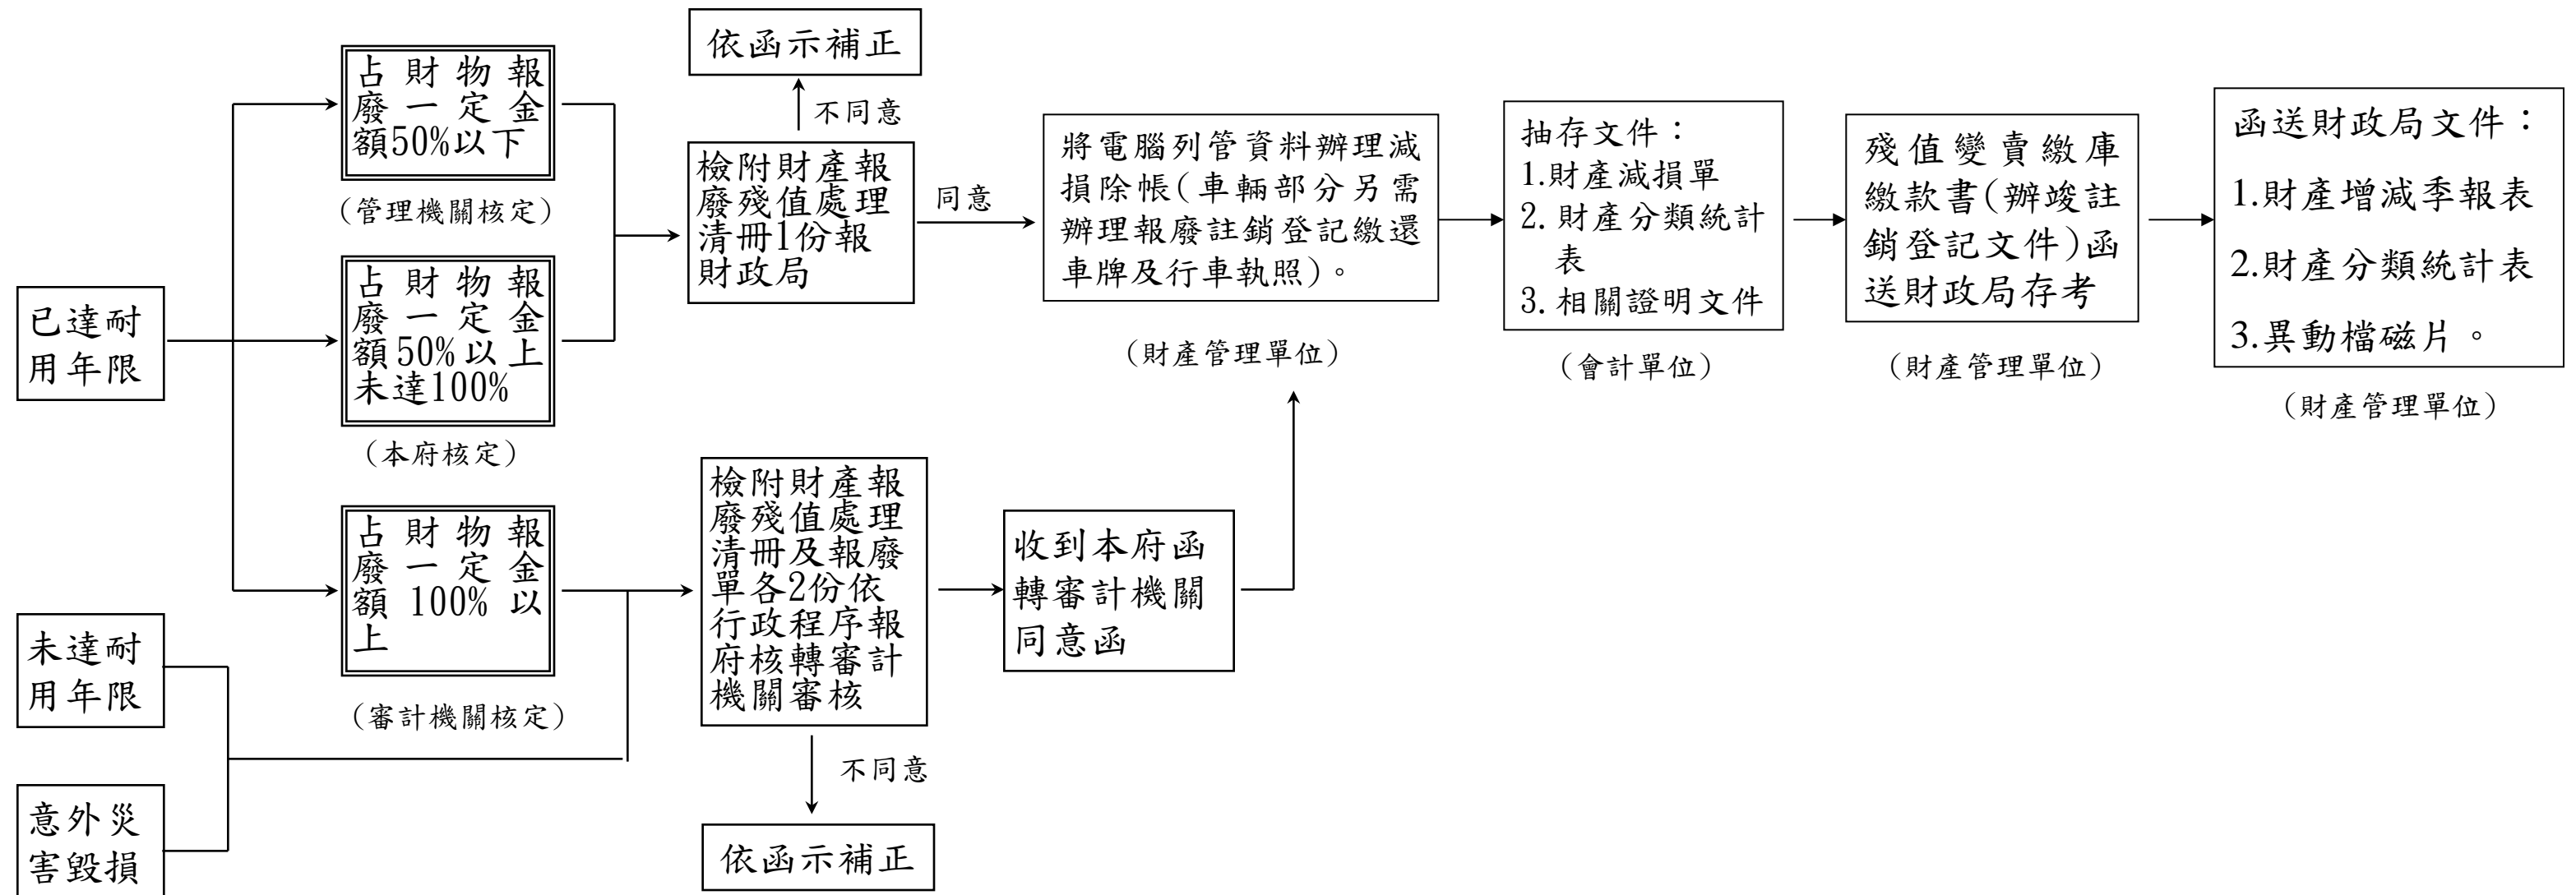 已達耐
用年限
未達耐
用年限
意外災
害毀損
占財物報
廢一定金
額50%以下
(管理機關核定)
占財物報
廢一定金
額50%以上
未達100%
(本府核定)
占財物報
廢一定金
額100%以
上
(審計機關核定)
依函示補正
不同意
檢附財產報
廢殘值處理
清冊1份報
財政局
同意
檢附財產報
廢殘值處理
清冊及報廢
單各2份依
行政程序報
府核轉審計
機關審核
不同意
依函示補正
收到本府函
轉審計機關
同意函
將電腦列管資料辦理減
損除帳(車輛部分另需
辦理報廢註銷登記繳還
車牌及行車執照)。
(財產管理單位)
抽存文件：
1.財產減損單
2.財產分類統計
表
3.相關證明文件
(會計單位)
殘值變賣繳庫
繳款書(辦竣註
銷登記文件)函
送財政局存考
(財產管理單位)
函送財政局文件：
1.財產增減季報表
2.財產分類統計表
3.異動檔磁片。
(財產管理單位)